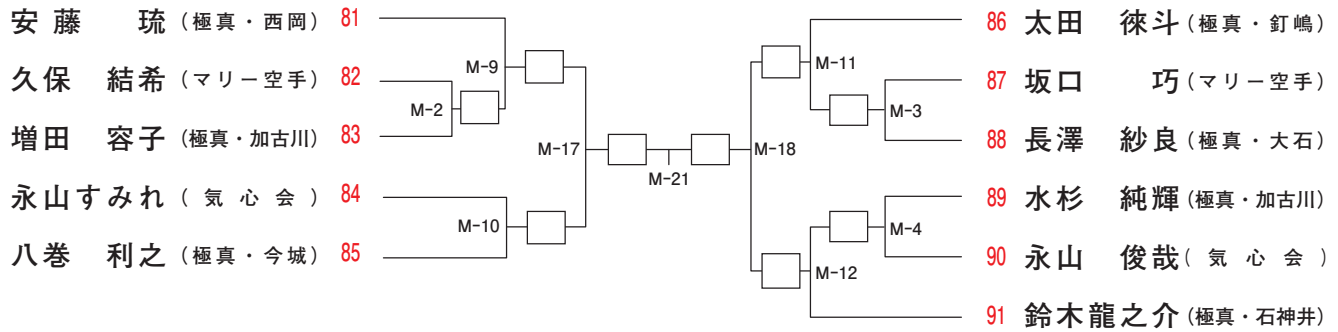 安藤　琉（極真・西岡） 81
久保　結希（マリー空手） 82
増田　容子（極真・加古川） 83
永山すみれ（気心会） 84
八巻　利之（極真・今城） 85
M-9
M-2
M-17
M-10
M-21
M-18
M-11
M-3
M-4
M-12
86 太田　徠斗（極真・釘嶋）
87 坂口　巧（マリー空手）
88 長澤　紗良（極真・大石）
89 水杉　純輝（極真・加古川）
90 永山　俊哉（気心会）
91 鈴木龍之介（極真・石神井）